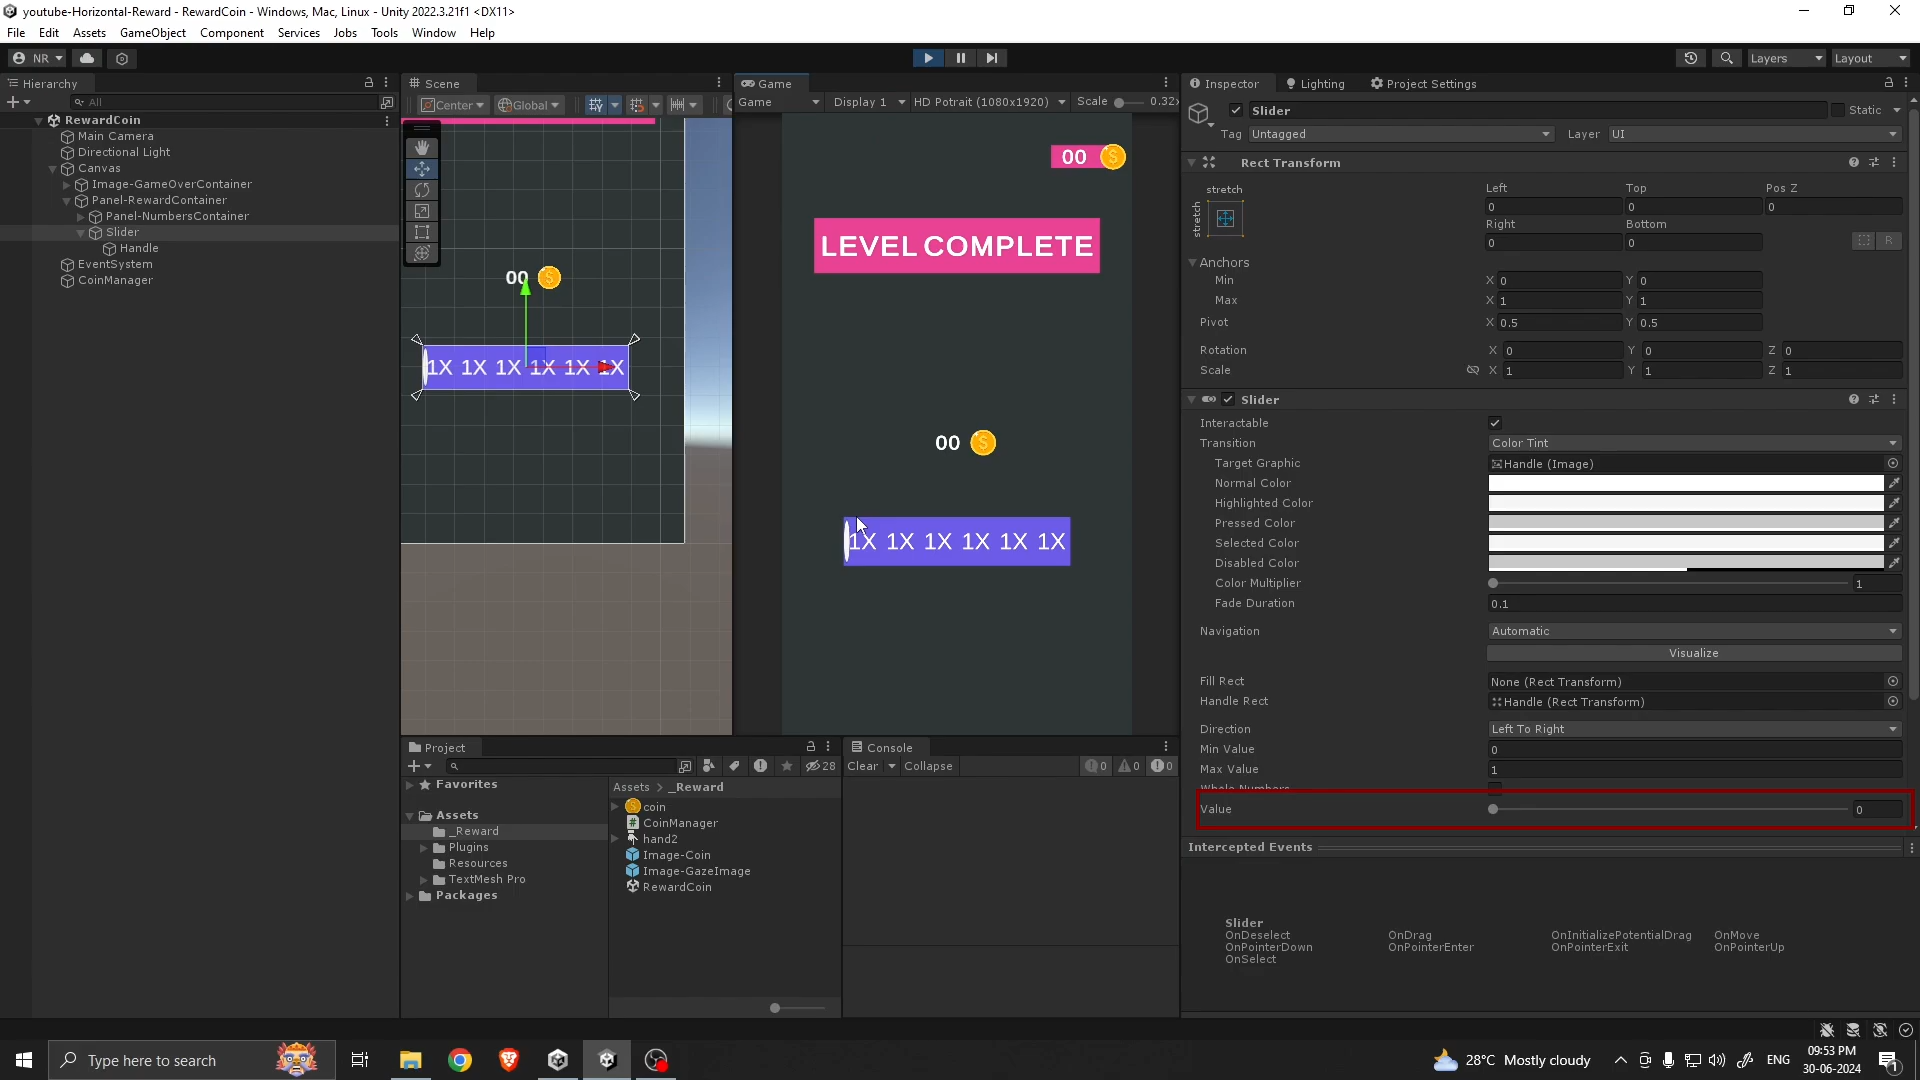 youtube-Horizontal-Reward - RewardCoin - Windows, Mac, Linux - Unity 2022.3.21f1 <DX11>
File Edit Assets GameObject Component Services Jobs Tools Window Help
NR Layers Layout
Hierarchy
All
RewardCoin
Main Camera
Directional Light
Canvas
Image-GameOverContainer
Panel-RewardContainer
Panel-NumbersContainer
Slider
Handle
EventSystem
CoinManager
Scene
Center Global
00
1X 1X 1X 1X 1X 1X
Game
Game Display 1 HD Potrait (1080x1920) Scale 0.32x
00
LEVEL COMPLETE
00
1X 1X 1X 1X 1X 1X
Project
28
Favorites
Assets
_Reward
Plugins
Resources
TextMesh Pro
Packages
Assets > _Reward
coin
CoinManager
hand2
Image-Coin
Image-GazeImage
RewardCoin
Console
Clear Collapse 0 0 0
Inspector Lighting Project Settings
Slider Static
Tag Untagged Layer UI
Rect Transform
stretch Left Top Pos Z
stretch 0 0 0
Right Bottom
0 0 R
Anchors
Min X 0 Y 0
Max X 1 Y 1
Pivot X 0.5 Y 0.5
Rotation X 0 Y 0 Z 0
Scale X 1 Y 1 Z 1
Slider
Interactable
Transition Color Tint
Target Graphic Handle (Image)
Normal Color
Highlighted Color
Pressed Color
Selected Color
Disabled Color
Color Multiplier 1
Fade Duration 0.1
Navigation Automatic
Visualize
Fill Rect None (Rect Transform)
Handle Rect Handle (Rect Transform)
Direction Left To Right
Min Value 0
Max Value 1
Whole Numbers
Value 0
Intercepted Events
Slider
OnDeselect OnDrag OnInitializePotentialDrag OnMove
OnPointerDown OnPointerEnter OnPointerExit OnPointerUp
OnSelect
Type here to search
28°C Mostly cloudy
ENG
09:53 PM
30-06-2024
1